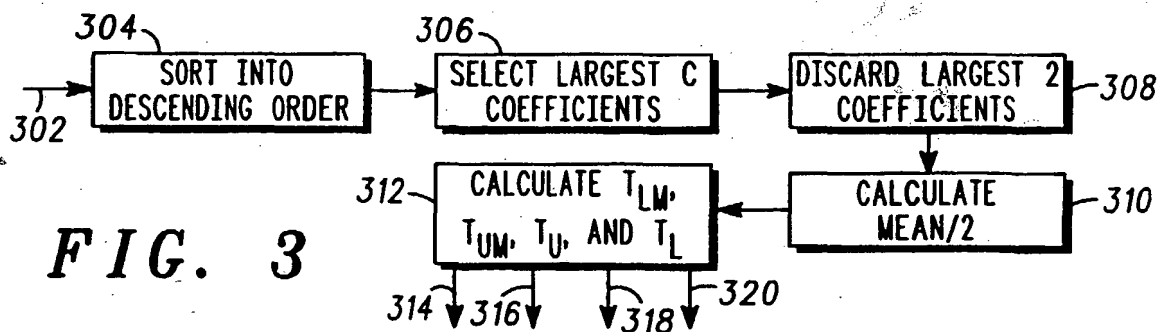 304
306
SORT INTO
DESCENDING ORDER
SELECT LARGEST C
COEFFICIENTS
DISCARD LARGEST 2
COEFFICIENTS
302
308
312
CALCULATE T_LM,
T_UM, T_U, AND T_L
CALCULATE
MEAN/2
310
FIG. 3
314
316
318
320